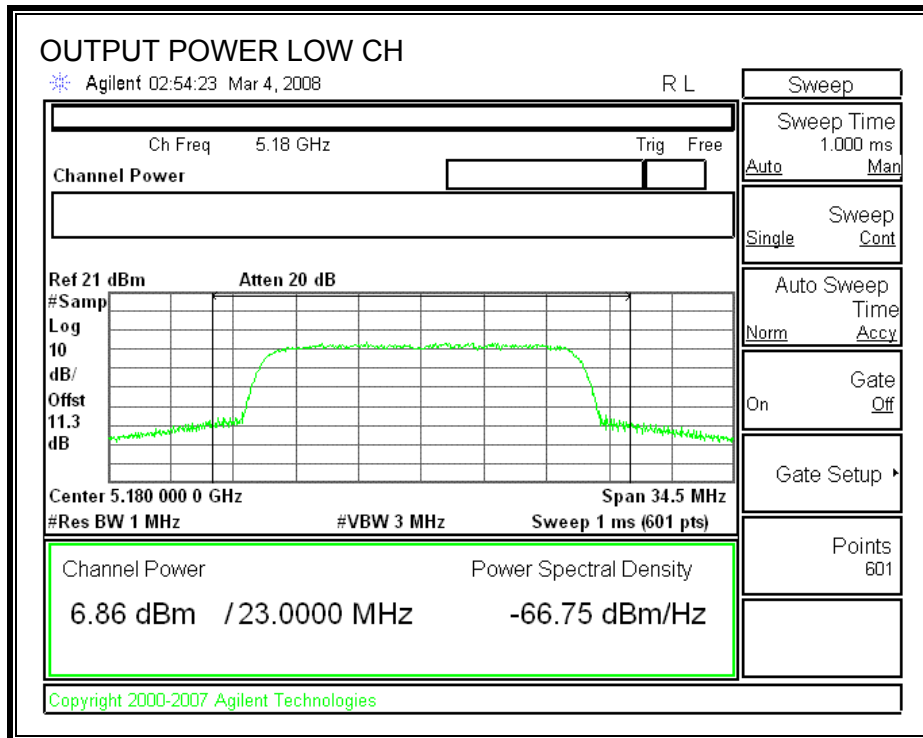 OUTPUT POWER LOW CH
Agilent 02:54:23 Mar 4, 2008 R L
Ch Freq 5.18 GHz Trig Free
Channel Power
Ref 21 dBm Atten 20 dB
#Samp
Log
10
dB/
Offst
11.3
dB
Center 5.180 000 0 GHz Span 34.5 MHz
#Res BW 1 MHz #VBW 3 MHz Sweep 1 ms (601 pts)
Channel Power Power Spectral Density
6.86 dBm / 23.0000 MHz -66.75 dBm/Hz
Copyright 2000-2007 Agilent Technologies
Sweep
Sweep Time
1.000 ms
Auto Man
Sweep
Single Cont
Auto Sweep
Time
Norm Accy
Gate
On Off
Gate Setup
Points
601